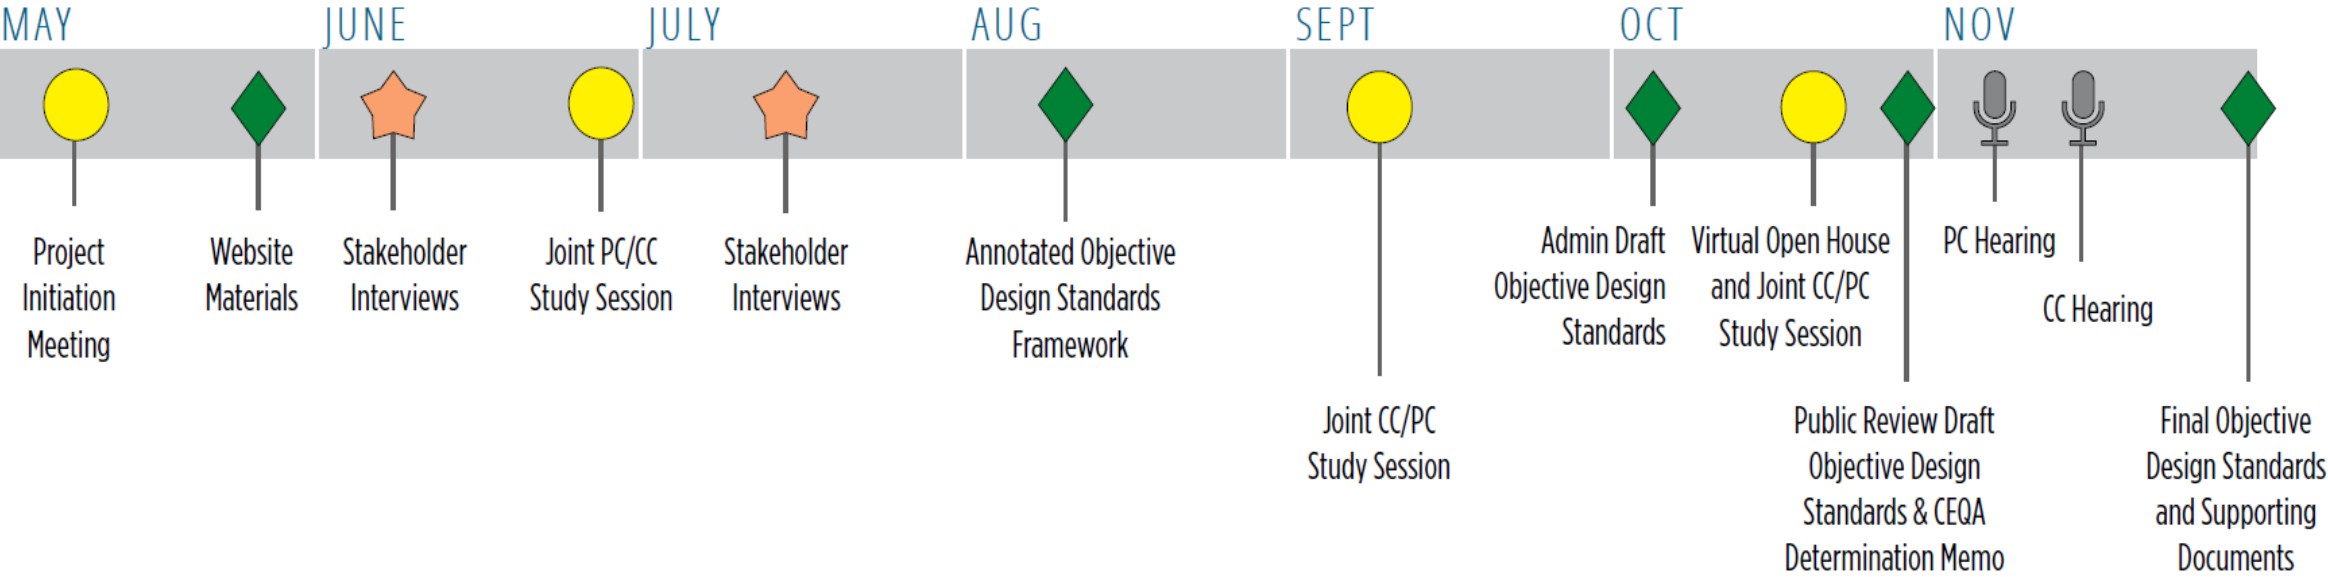 MAY
JUNE
JULY
AUG
SEPT
OCT
NOV
Project
Initiation
Meeting
Website
Materials
Stakeholder
Interviews
Joint PC/CC
Study Session
Stakeholder
Interviews
Annotated Objective
Design Standards
Framework
Joint CC/PC
Study Session
Admin Draft
Objective Design
Standards
Virtual Open House
and Joint CC/PC
Study Session
Public Review Draft
Objective Design
Standards & CEQA
Determination Memo
PC Hearing
CC Hearing
Final Objective
Design Standards
and Supporting
Documents